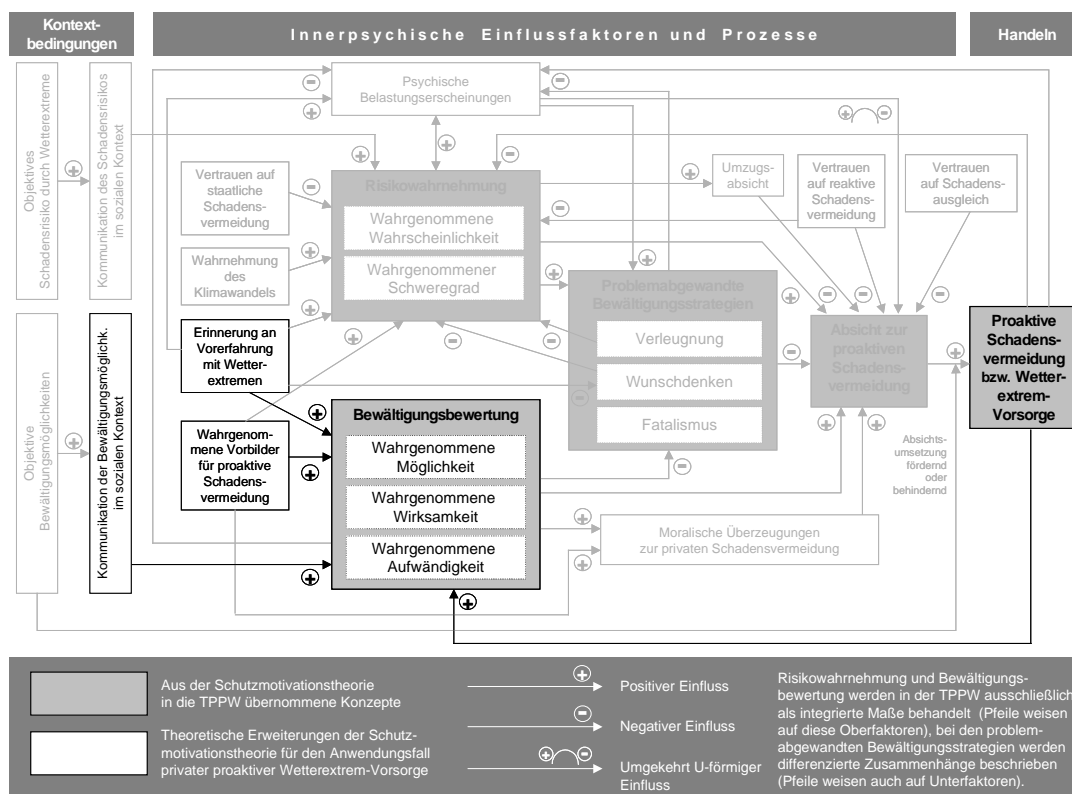 Kontext-
bedingungen
Innerpsychische Einflussfaktoren und Prozesse
Handeln
Objektives
Schadensrisiko durch Wetterextreme
+
Kommunikation des Schadensrisikos
im sozialen Kontext
Objektive
Bewältigungsmöglichkeiten
+
Kommunikation der Bewältigungsmöglichk.
im sozialen Kontext
Psychische
Belastungserscheinungen
Vertrauen auf
staatliche
Schadens-
vermeidung
Wahrnehmung
des
Klimawandels
Erinnerung an
Vorerfahrung
mit Wetter-
extremen
Wahrgenom-
mene Vorbilder
für proaktive
Schadens-
vermeidung
Risikowahrnehmung
Wahrgenommene
Wahrscheinlichkeit
Wahrgenommener
Schweregrad
Bewältigungsbewertung
Wahrgenommene
Möglichkeit
Wahrgenommene
Wirksamkeit
Wahrgenommene
Aufwändigkeit
Problemabgewandte
Bewältigungsstrategien
Verleugnung
Wunschdenken
Fatalismus
Moralische Überzeugungen
zur privaten Schadensvermeidung
Umzugs-
absicht
Vertrauen
auf reaktive
Schadens-
vermeidung
Vertrauen
auf Schadens-
ausgleich
Absicht zur
proaktiven
Schadens-
vermeidung
Absichts-
umsetzung
fördernd
oder
behindernd
Proaktive
Schadens-
vermeidung
bzw. Wetter-
extrem-
Vorsorge
Aus der Schutzmotivationstheorie
in die TPPW übernommene Konzepte
Theoretische Erweiterungen der Schutz-
motivationstheorie für den Anwendungsfall
privater proaktiver Wetterextrem-Vorsorge
+
Positiver Einfluss
−
Negativer Einfluss
+ −
Umgekehrt U-förmiger
Einfluss
Risikowahrnehmung und Bewältigungs-
bewertung werden in der TPPW ausschließlich
als integrierte Maße behandelt (Pfeile weisen
auf diese Oberfaktoren), bei den problem-
abgewandten Bewältigungsstrategien werden
differenzierte Zusammenhänge beschrieben
(Pfeile weisen auch auf Unterfaktoren).